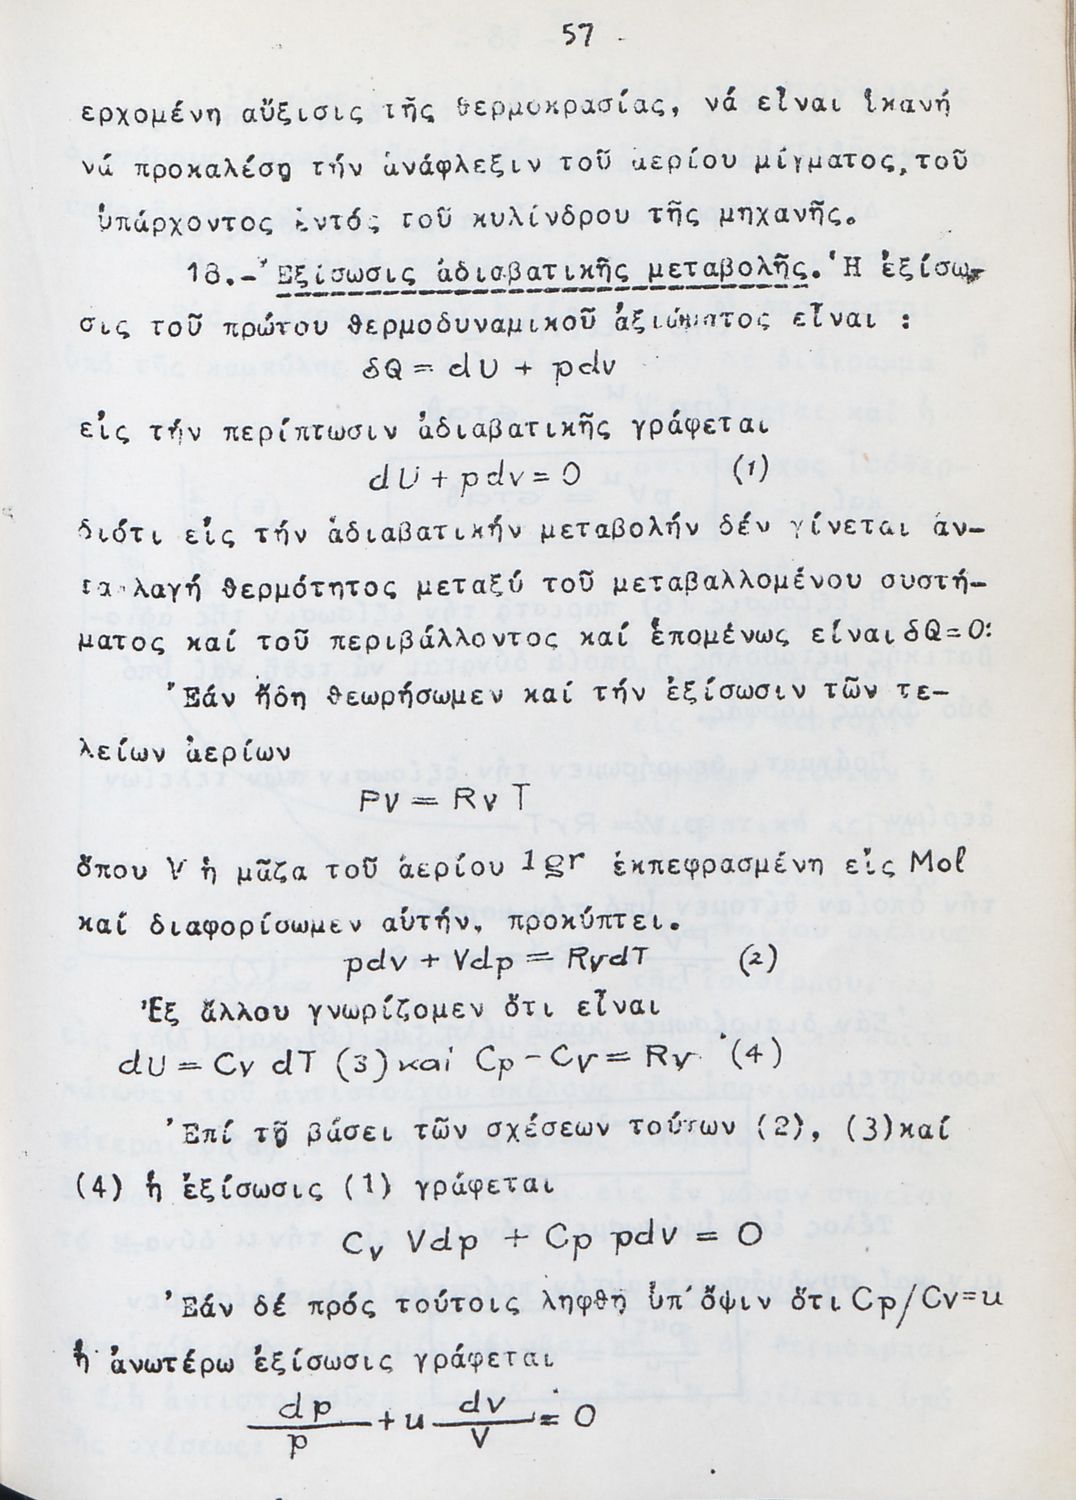 57
ερχομένη αὔξισις τῆς θερμοκρασίας, νά εἶναι ἱκανή
νά προκαλέσῃ τήν ἀνάφλεξιν τοῦ ἀερίου μίγματος, τοῦ
ὑπάρχοντος ἐντός τοῦ κυλίνδρου τῆς μηχανῆς.
18.-Ἐξίσωσις ἀδιαβατικῆς μεταβολῆς. Ἡ ἐξίσω-
σις τοῦ πρώτου θερμοδυναμικοῦ ἀξιώματος εἶναι :
δQ = dU + pdv
εἰς τήν περίπτωσιν ἀδιαβατικῆς γράφεται
dU + pdv = 0 (1)
διότι εἰς τήν ἀδιαβατικήν μεταβολήν δέν γίνεται ἀν-
ταλλαγή θερμότητος μεταξύ τοῦ μεταβαλλομένου συστή-
ματος καί τοῦ περιβάλλοντος καί ἑπομένως εἶναι δQ=0:
Ἐάν ἤδη θεωρήσωμεν καί τήν ἐξίσωσιν τῶν τε-
λείων ἀερίων
PV = Rv T
ὅπου V ἡ μᾶζα τοῦ ἀερίου 1gr ἐκπεφρασμένη εἰς Mol
καί διαφορίσωμεν αὐτήν, προκύπτει.
pdv + Vdp = RvdT (2)
Ἐξ ἄλλου γνωρίζομεν ὅτι εἶναι
dU = Cv dT (3) καί Cp - Cv = Rv (4)
Ἐπί τῇ βάσει τῶν σχέσεων τούτων (2), (3) καί
(4) ἡ ἐξίσωσις (1) γράφεται
Cv Vdp + Cp pdv = 0
Ἐάν δέ πρός τούτοις ληφθῇ ὑπ' ὄψιν ὅτι Cp/Cv=κ
ἡ ἀνωτέρω ἐξίσωσις γράφεται
dp/p + κ dv/V = 0